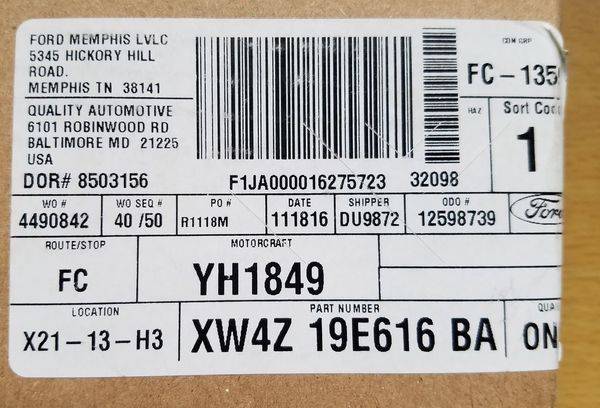 FORD MEMPHIS LVLC
5345 HICKORY HILL
ROAD.
MEMPHIS TN 38141
QUALITY AUTOMOTIVE
6101 ROBINWOOD RD
BALTIMORE MD 21225
USA
DOR# 8503156
F1JA000016275723 32098
COM GRP
FC-135
HAZ
Sort Cod
1
WO # WO SEQ # PO # DATE SHIPPER ODO #
4490842 40/50 R1118M 111816 DU9872 12598739
Ford
ROUTE/STOP
FC
MOTORCRAFT
YH1849
LOCATION
X21-13-H3
PART NUMBER
XW4Z 19E616 BA
QUA
ON